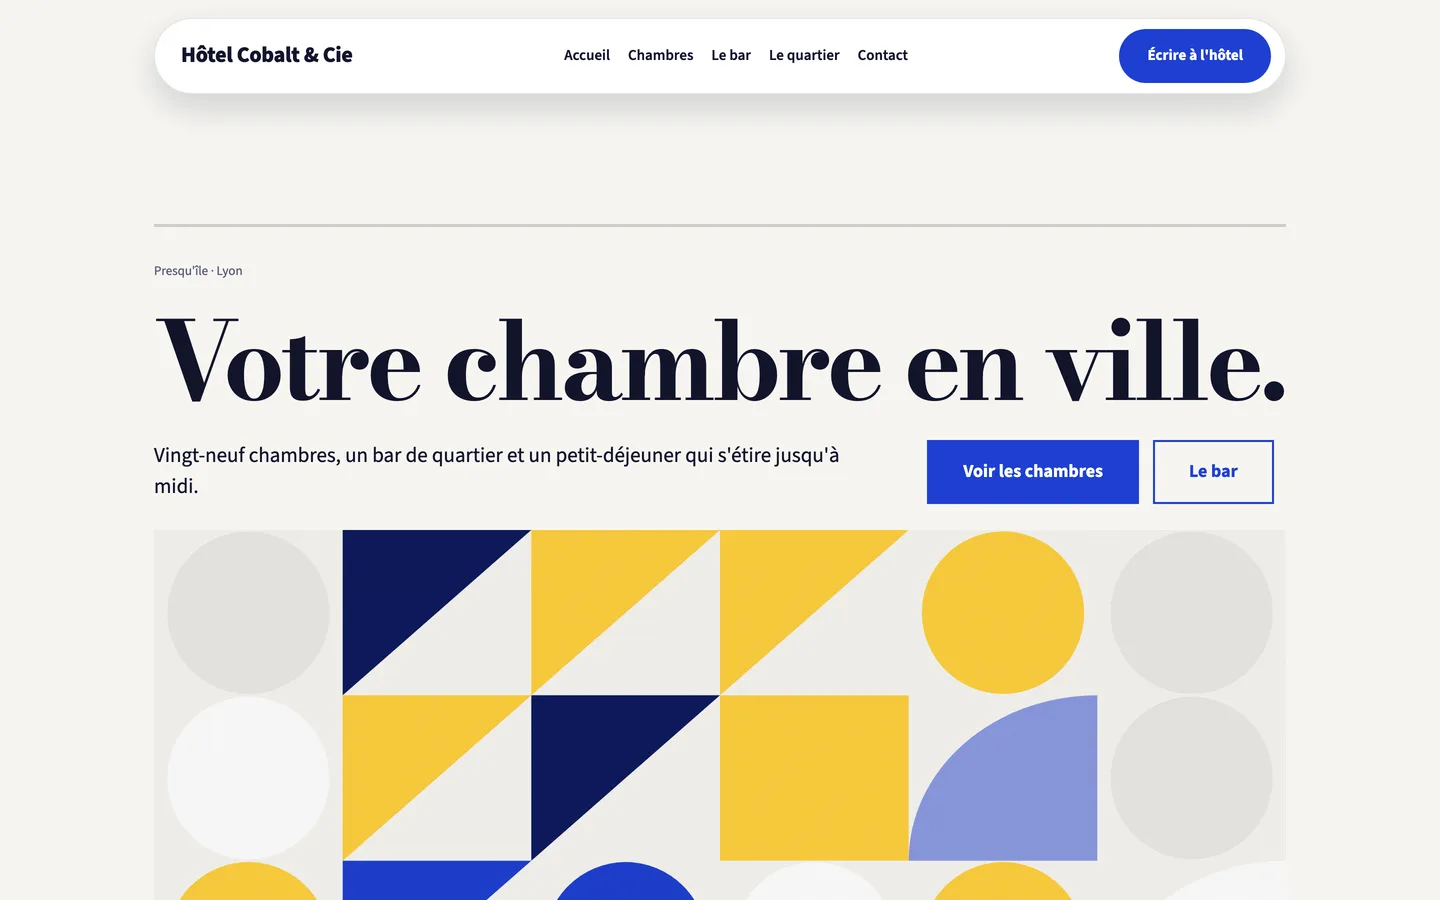 Hôtel Cobalt & Cie
Accueil
Chambres
Le bar
Le quartier
Contact
Écrire à l'hôtel
Presqu'île · Lyon
Votre chambre en ville.
Vingt-neuf chambres, un bar de quartier et un petit-déjeuner qui s'étire jusqu'à
midi.
Voir les chambres
Le bar